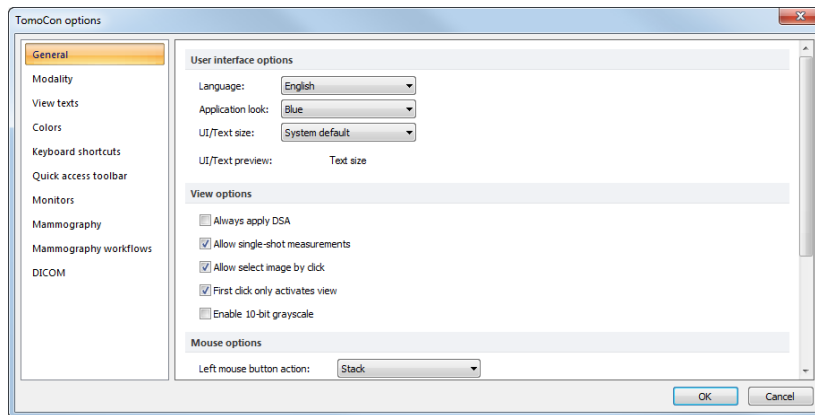 TomoCon options
General
Modality
View texts
Colors
Keyboard shortcuts
Quick access toolbar
Monitors
Mammography
Mammography workflows
DICOM
User interface options
Language: English
Application look: Blue
UI/Text size: System default
UI/Text preview: Text size
View options
Always apply DSA
Allow single-shot measurements
Allow select image by click
First click only activates view
Enable 10-bit grayscale
Mouse options
Left mouse button action: Stack
OK Cancel